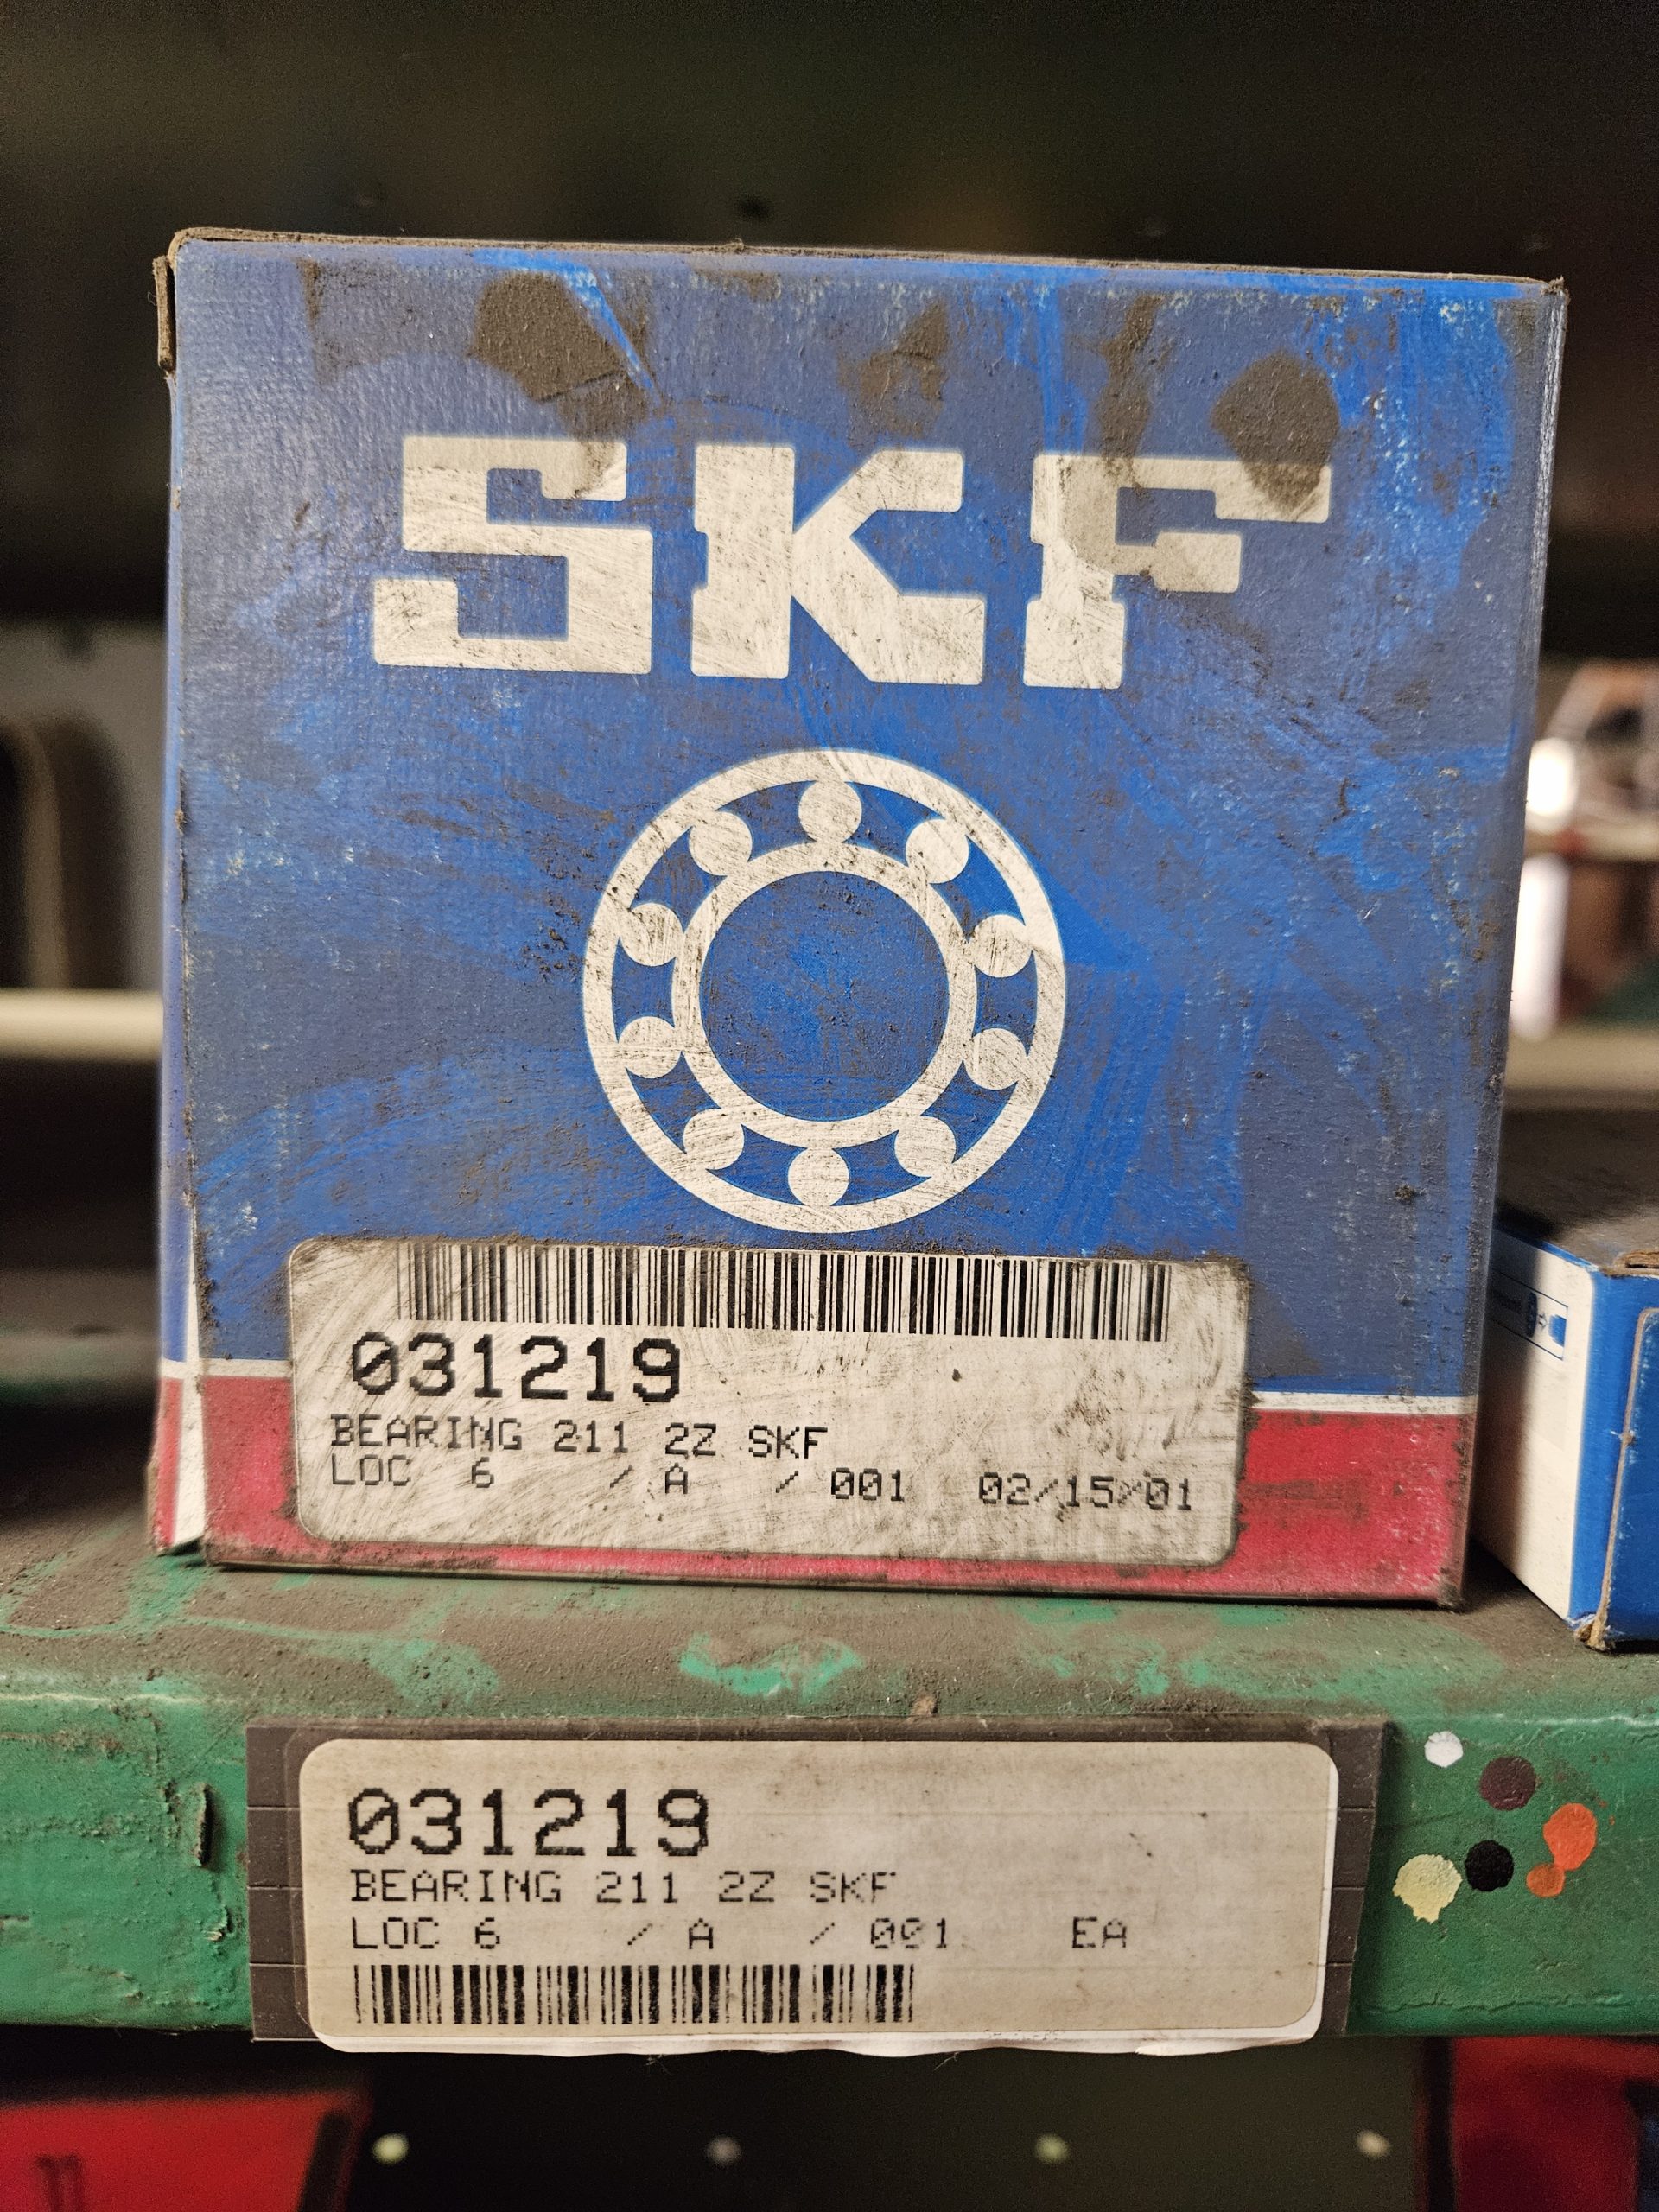 SKF
031219
BEARING 211 2Z SKF
LOC 6 / A / 001 02/15/01
031219
BEARING 211 2Z SKF
LOC 6 / A / 001 EA